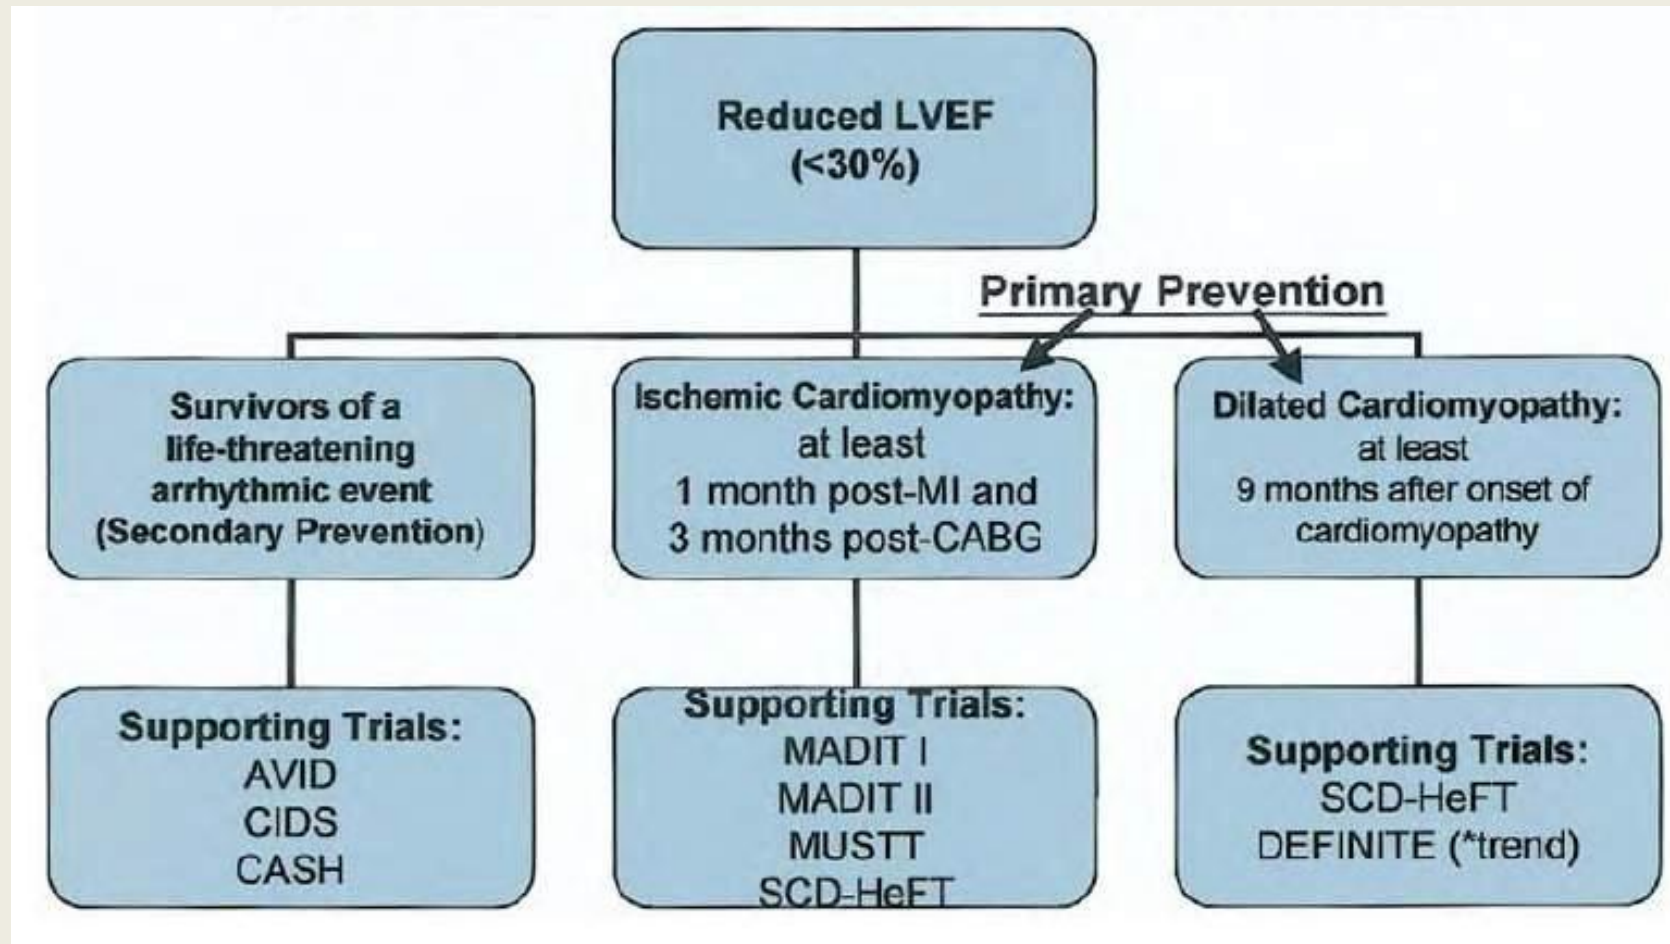 Reduced LVEF
(<30%)
Primary Prevention
Survivors of a
life-threatening
arrhythmic event
(Secondary Prevention)
Ischemic Cardiomyopathy:
at least
1 month post-MI and
3 months post-CABG
Dilated Cardiomyopathy:
at least
9 months after onset of
cardiomyopathy
Supporting Trials:
AVID
CIDS
CASH
Supporting Trials:
MADIT I
MADIT II
MUSTT
SCD-HeFT
Supporting Trials:
SCD-HeFT
DEFINITE (*trend)